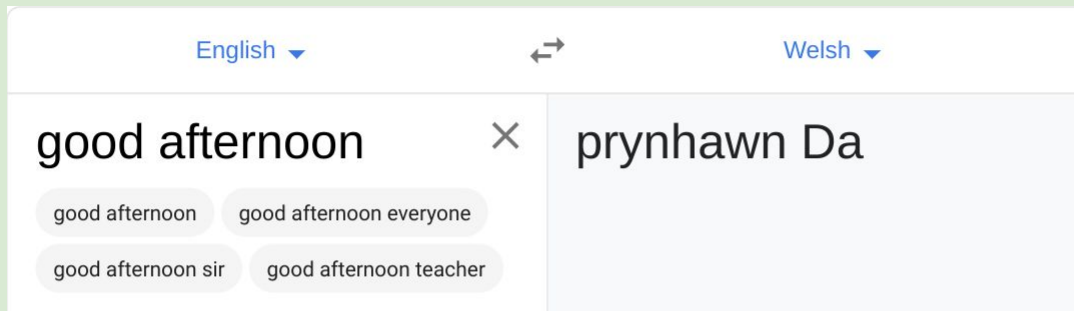 English Welsh
good afternoon prynhawn Da
good afternoon good afternoon everyone
good afternoon sir good afternoon teacher